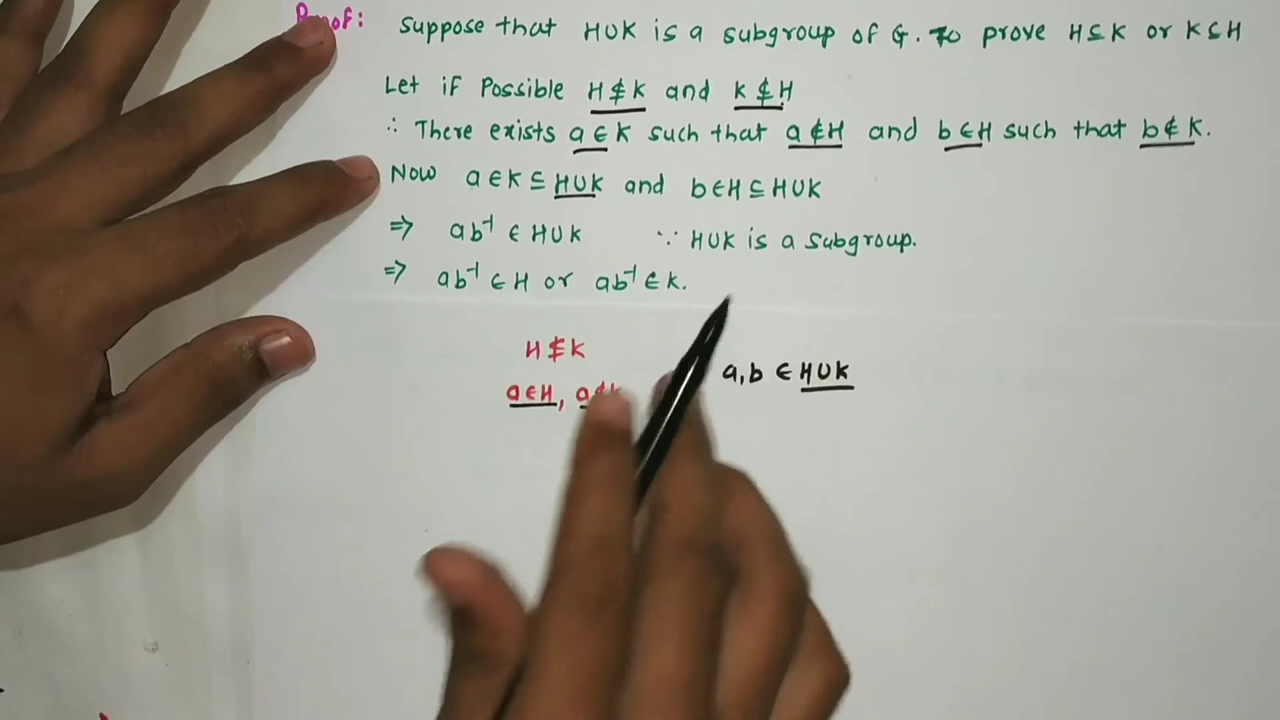 Proof: Suppose that H∪K is a subgroup of G. To prove H⊆K or K⊆H
Let if Possible H⊈K and K⊈H
∴ There exists a∈K such that a∉H and b∈H such that b∉K.
Now a∈K⊆H∪K and b∈H⊆H∪K
⇒ ab⁻¹ ∈ H∪K ∵ H∪K is a subgroup.
⇒ ab⁻¹ ∈ H or ab⁻¹ ∈ K.
H⊈K
a∈H,
a,b ∈ H∪K